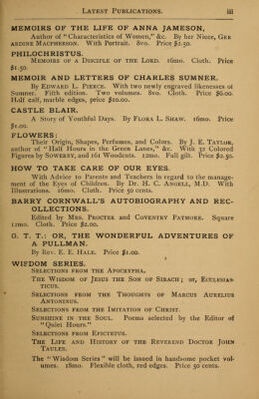 LATEST PUBLICATIONS. iii
MEMOIRS OF THE LIFE OF ANNA JAMESON,
Author of "Characteristics of Women," &c. By her Niece, GER
ARDINE MACPHERSON. With Portrait. 8vo. Price $2.50.
PHILOCHRISTUS.
MEMOIRS OF A DISCIPLE OF THE LORD. 16mo. Cloth. Price
$1.50.
MEMOIR AND LETTERS OF CHARLES SUMNER.
By EDWARD L. PIERCE. With two newly engraved likenesses of
Sumner. Fifth edition. Two volumes. 8vo. Cloth. Price $6.00.
Half calf, marble edges, price $10.00.
CASTLE BLAIR.
A Story of Youthful Days. By FLORA L. SHAW. 16mo. Price
$1.00.
FLOWERS:
Their Origin, Shapes, Perfumes, and Colors. By J. E. TAYLOR,
author of "Half Hours in the Green Lanes," &c. With 32 Colored
Figures by SOWERBY, and 161 Woodcuts. 12mo. Full gilt. Price $2.50.
HOW TO TAKE CARE OF OUR EYES.
With Advice to Parents and Teachers in regard to the manage-
ment of the Eyes of Children. By Dr. H. C. ANGELL, M.D. With
Illustrations. 16mo. Cloth. Price 50 cents.
BARRY CORNWALL'S AUTOBIOGRAPHY AND REC-
OLLECTIONS.
Edited by MRS. PROCTER and COVENTRY PATMORE. Square
12mo. Cloth. Price $2.00.
G. T. T.; OR, THE WONDERFUL ADVENTURES OF
A PULLMAN.
By REV. E. E. HALE. Price $1.00.
WISDOM SERIES.
SELECTIONS FROM THE APOCRYPHA.
THE WISDOM OF JESUS THE SON OF SIRACH; OR, ECCLESIAS-
TICUS.
SELECTIONS FROM THE THOUGHTS OF MARCUS AURELIUS
ANTONINUS.
SELECTIONS FROM THE IMITATION OF CHRIST.
SUNSHINE IN THE SOUL. Poems selected by the Editor of
"Quiet Hours."
SELECTIONS FROM EPICTETUS.
THE LIFE AND HISTORY OF THE REVEREND DOCTOR JOHN
TAULER.
The "Wisdom Series" will be issued in handsome pocket vol-
umes. 18mo. Flexible cloth, red edges. Price 50 cents.